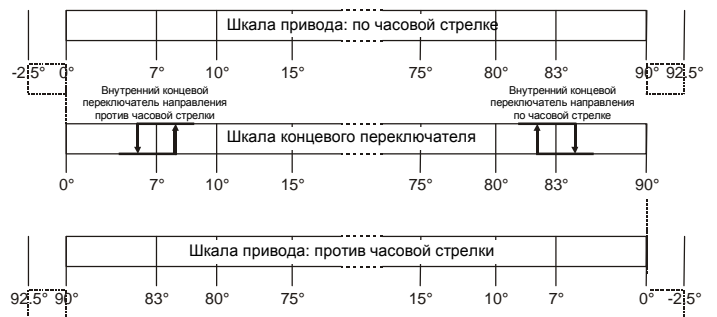 Шкала привода: по часовой стрелке
-2.5° 0° 7° 10° 15° 75° 80° 83° 90° 92.5°
Внутренний концевой
переключатель направления
против часовой стрелки
Внутренний концевой
переключатель направления
по часовой стрелке
Шкала концевого переключателя
0° 7° 10° 15° 75° 80° 83° 90°
Шкала привода: против часовой стрелки
92.5° 90° 83° 80° 75° 15° 10° 7° 0° -2.5°